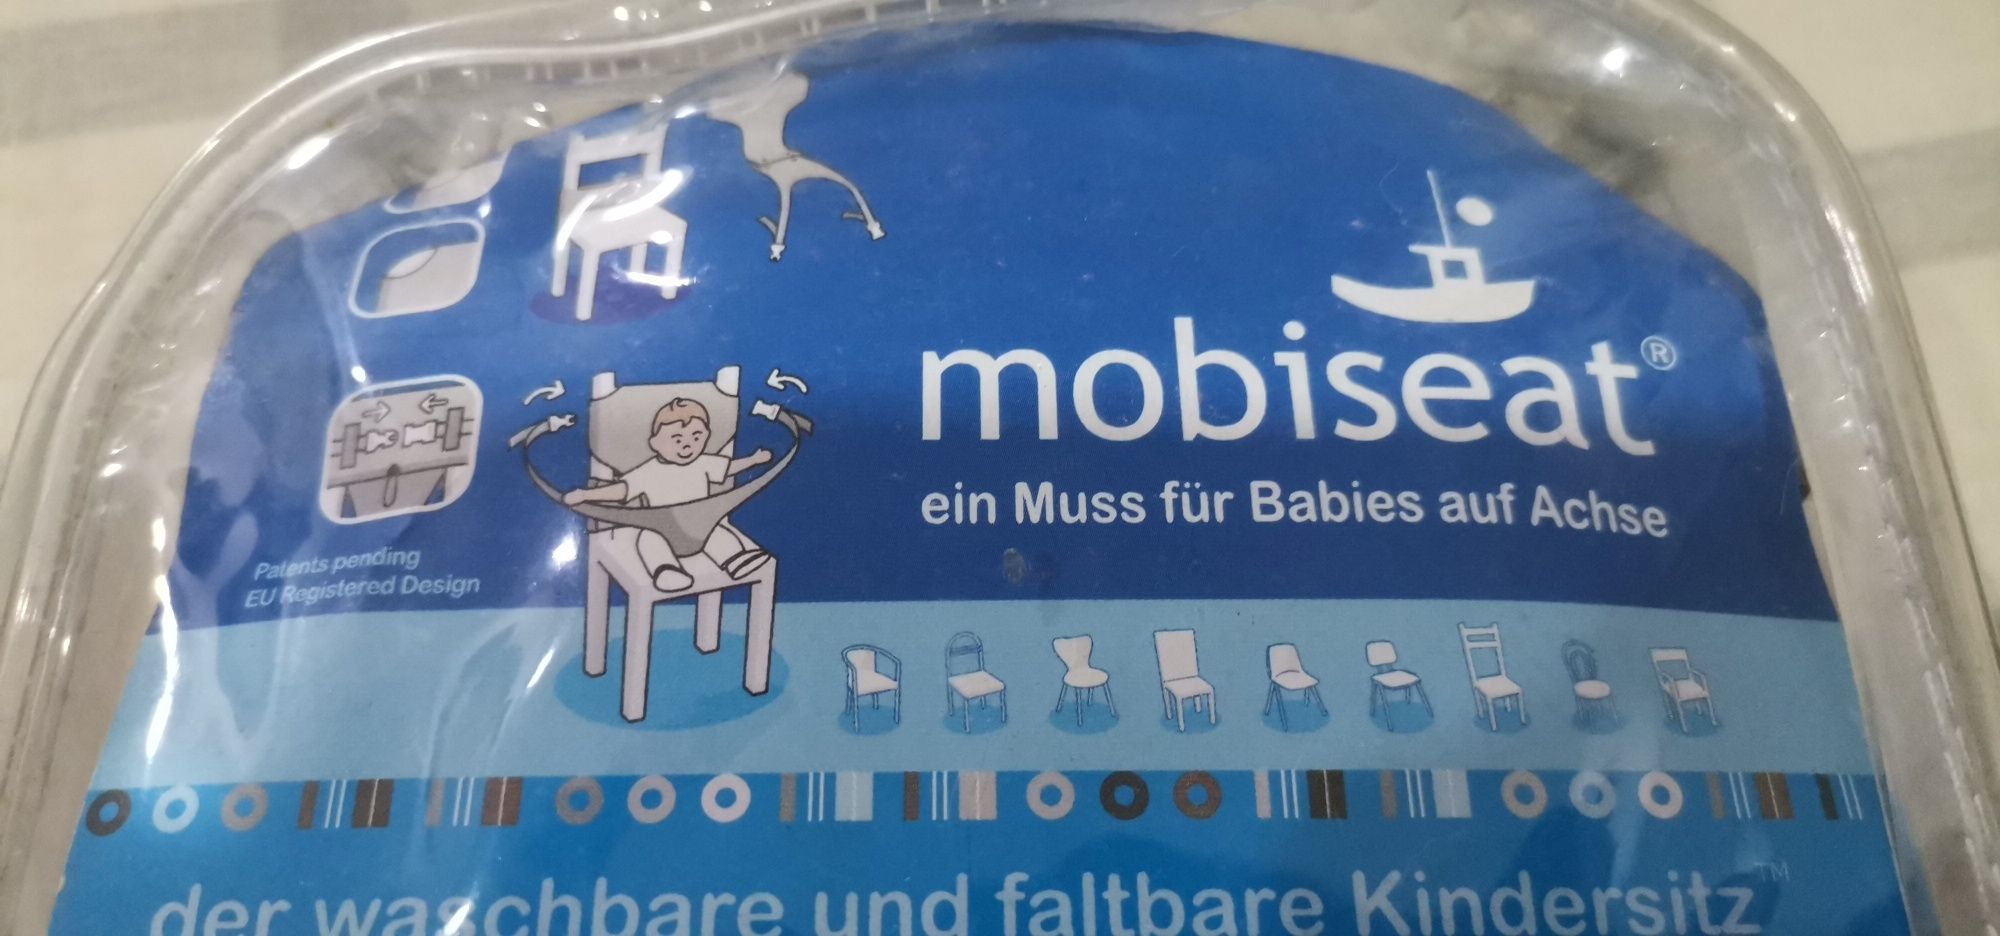 mobiseat®
ein Muss für Babies auf Achse
Patents pending
EU Registered Design
der waschbare und faltbare Kindersitz™